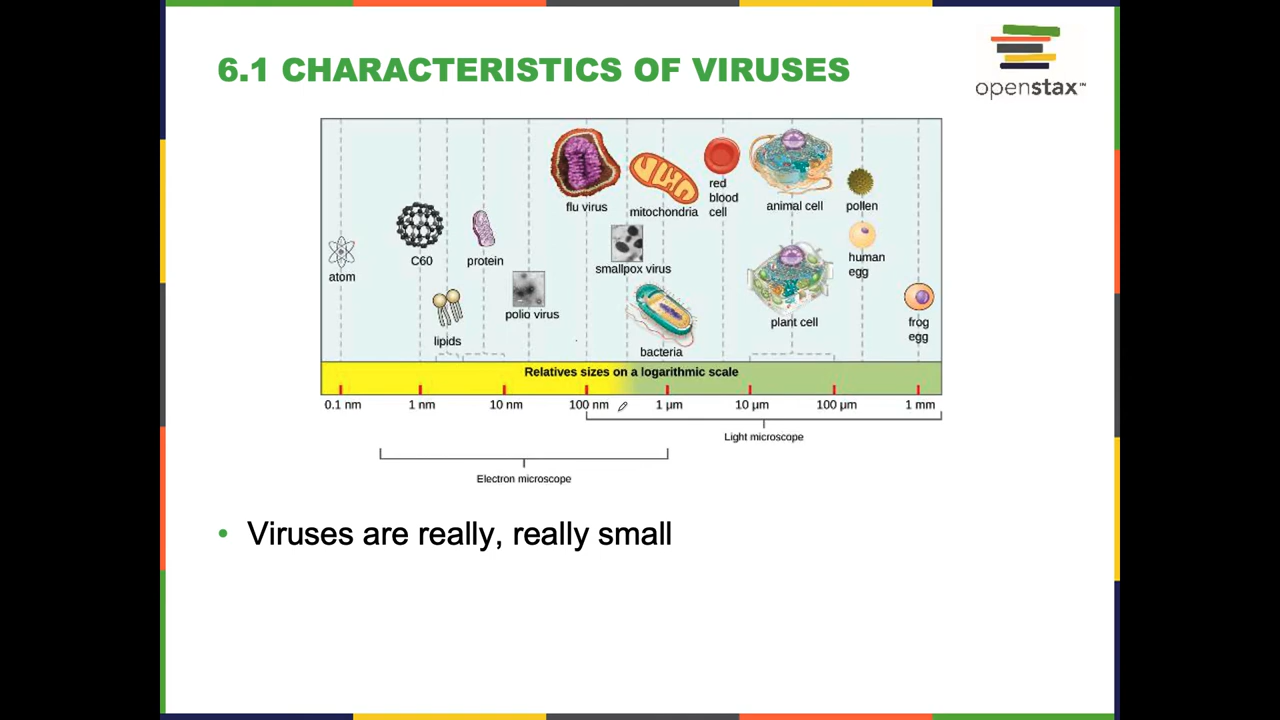 6.1 CHARACTERISTICS OF VIRUSES
openstax™
flu virus
mitochondria
red
blood
cell
animal cell
pollen
atom
C60
protein
smallpox virus
human
egg
lipids
polio virus
bacteria
plant cell
frog
egg
Relatives sizes on a logarithmic scale
0.1 nm 1 nm 10 nm 100 nm 1 µm 10 µm 100 µm 1 mm
Light microscope
Electron microscope
• Viruses are really, really small